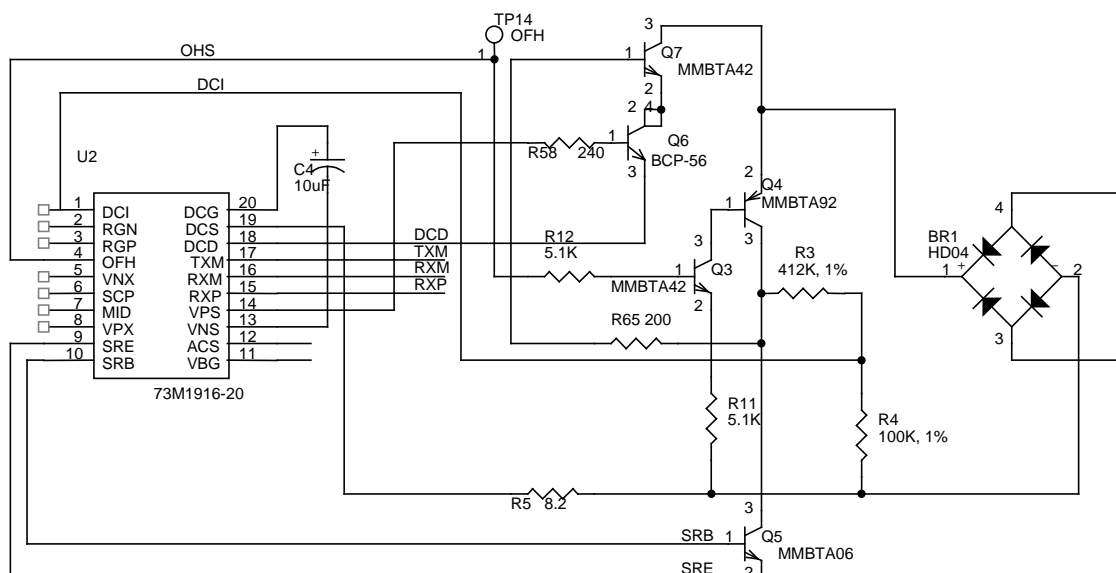 TP14
OFH
1
OHS
DCI
3
1
Q7
MMBTA42
2
2 4
1
Q6
BCP-56
3
R58 240
U2
+
C4
10uF
1 DCI
2 RGN
3 RGP
4 OFH
5 VNX
6 SCP
7 MID
8 VPX
9 SRE
10 SRB
DCG 20
DCS 19
DCD 18
TXM 17
RXM 16
RXP 15
VPS 14
VNS 13
ACS 12
VBG 11
73M1916-20
DCD
TXM
RXM
RXP
R12
5.1K
2
Q4
1
MMBTA92
3
3
1
Q3
MMBTA42
2
R3
412K, 1%
R65 200
R11
5.1K
R4
100K, 1%
R5 8.2
4
BR1
HD04
1
+
-
2
3
3
SRB 1
Q5
MMBTA06
SRE 2